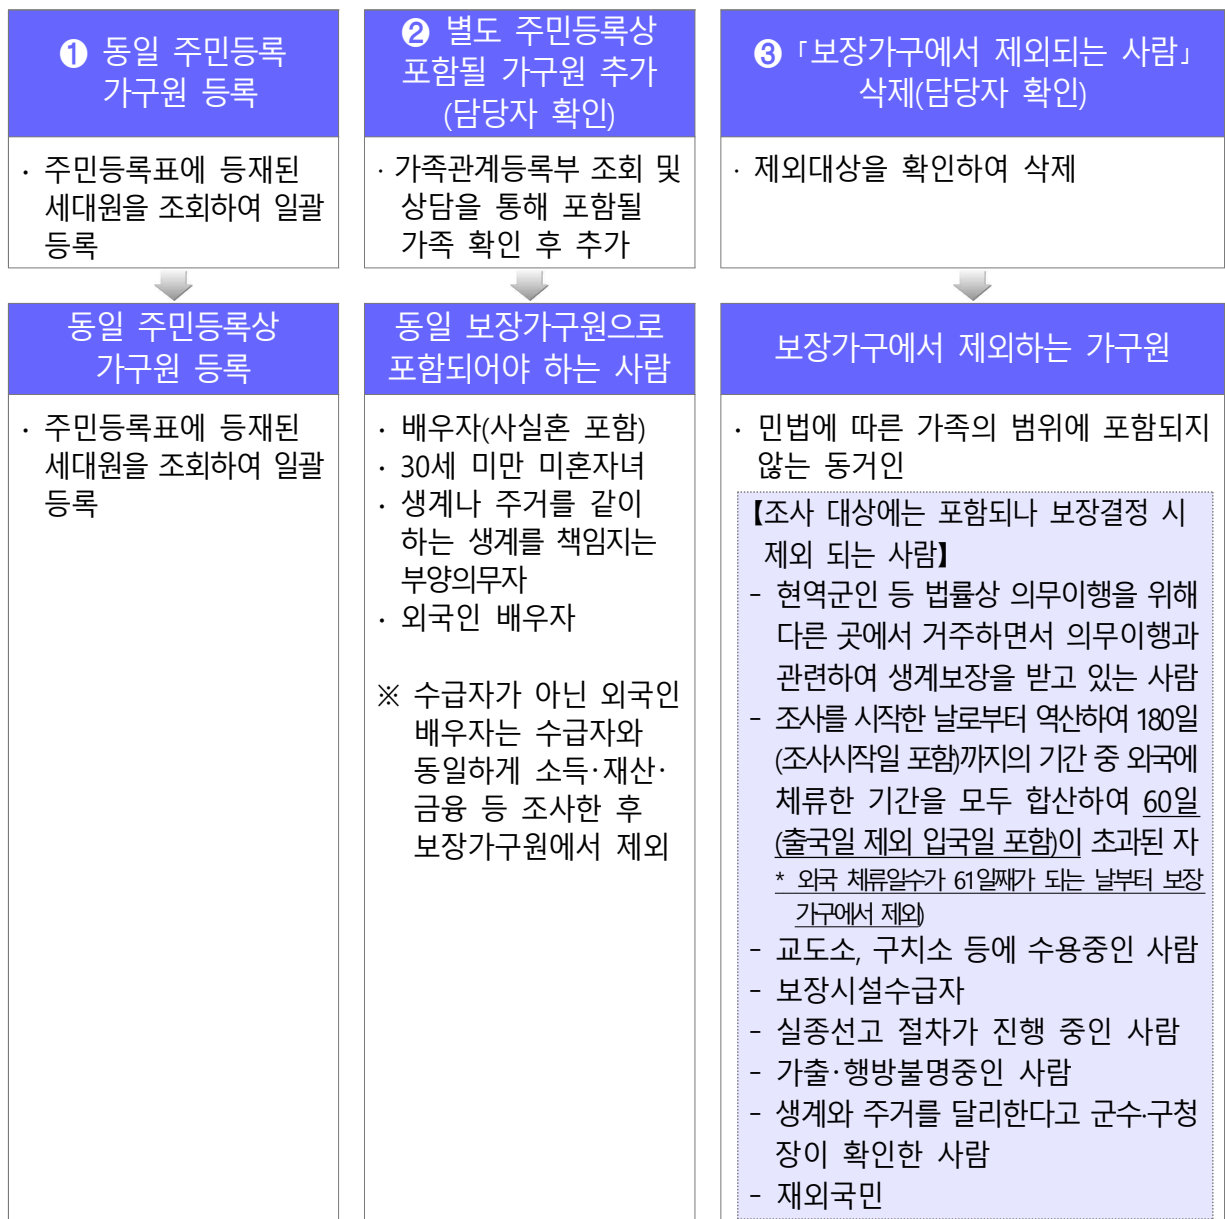 ❶ 동일 주민등록
가구원 등록
· 주민등록표에 등재된
세대원을 조회하여 일괄
등록
동일 주민등록상
가구원 등록
· 주민등록표에 등재된
세대원을 조회하여 일괄
등록
❷ 별도 주민등록상
포함될 가구원 추가
(담당자 확인)
· 가족관계등록부 조회 및
상담을 통해 포함될
가족 확인 후 추가
동일 보장가구원으로
포함되어야 하는 사람
· 배우자(사실혼 포함)
· 30세 미만 미혼자녀
· 생계나 주거를 같이
하는 생계를 책임지는
부양의무자
· 외국인 배우자
※ 수급자가 아닌 외국인
배우자는 수급자와
동일하게 소득·재산·
금융 등 조사한 후
보장가구원에서 제외
❸「보장가구에서 제외되는 사람」
삭제(담당자 확인)
· 제외대상을 확인하여 삭제
보장가구에서 제외하는 가구원
· 민법에 따른 가족의 범위에 포함되지
않는 동거인
【조사 대상에는 포함되나 보장결정 시
제외 되는 사람】
- 현역군인 등 법률상 의무이행을 위해
다른 곳에서 거주하면서 의무이행과
관련하여 생계보장을 받고 있는 사람
- 조사를 시작한 날로부터 역산하여 180일
(조사시작일 포함)까지의 기간 중 외국에
체류한 기간을 모두 합산하여 60일
(출국일 제외 입국일 포함)이 초과된 자
* 외국 체류일수가 61일째가 되는 날부터 보장
가구에서 제외)
- 교도소, 구치소 등에 수용중인 사람
- 보장시설수급자
- 실종선고 절차가 진행 중인 사람
- 가출·행방불명중인 사람
- 생계와 주거를 달리한다고 군수·구청
장이 확인한 사람
- 재외국민